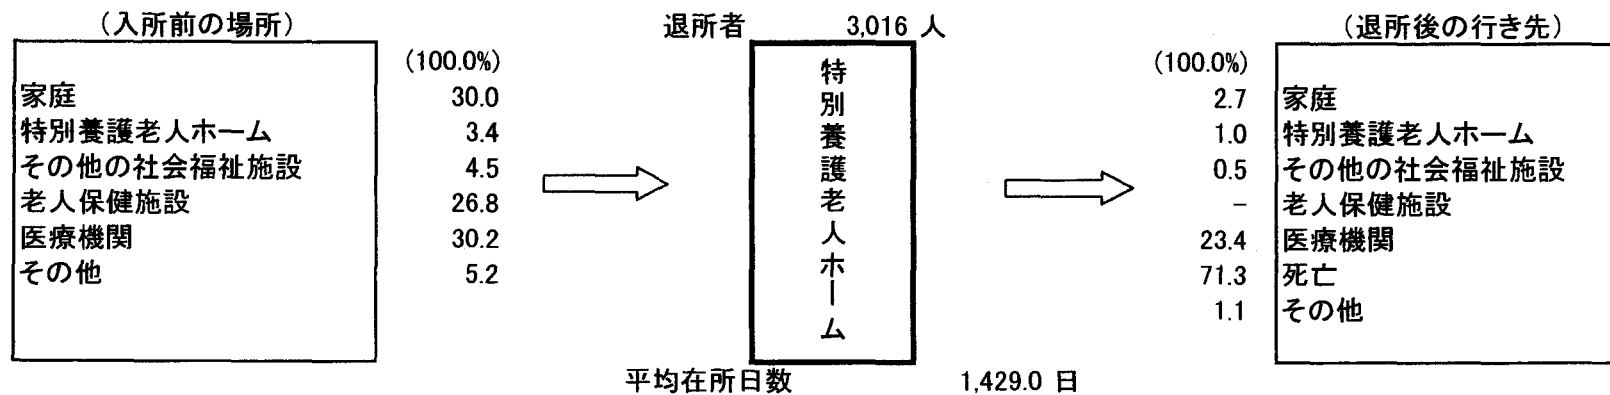 （入所前の場所）
(100.0%)
家庭 30.0
特別養護老人ホーム 3.4
その他の社会福祉施設 4.5
老人保健施設 26.8
医療機関 30.2
その他 5.2
退所者 3,016 人
特別養護老人ホーム
平均在所日数 1,429.0 日
（退所後の行き先）
(100.0%)
2.7 家庭
1.0 特別養護老人ホーム
0.5 その他の社会福祉施設
－ 老人保健施設
23.4 医療機関
71.3 死亡
1.1 その他